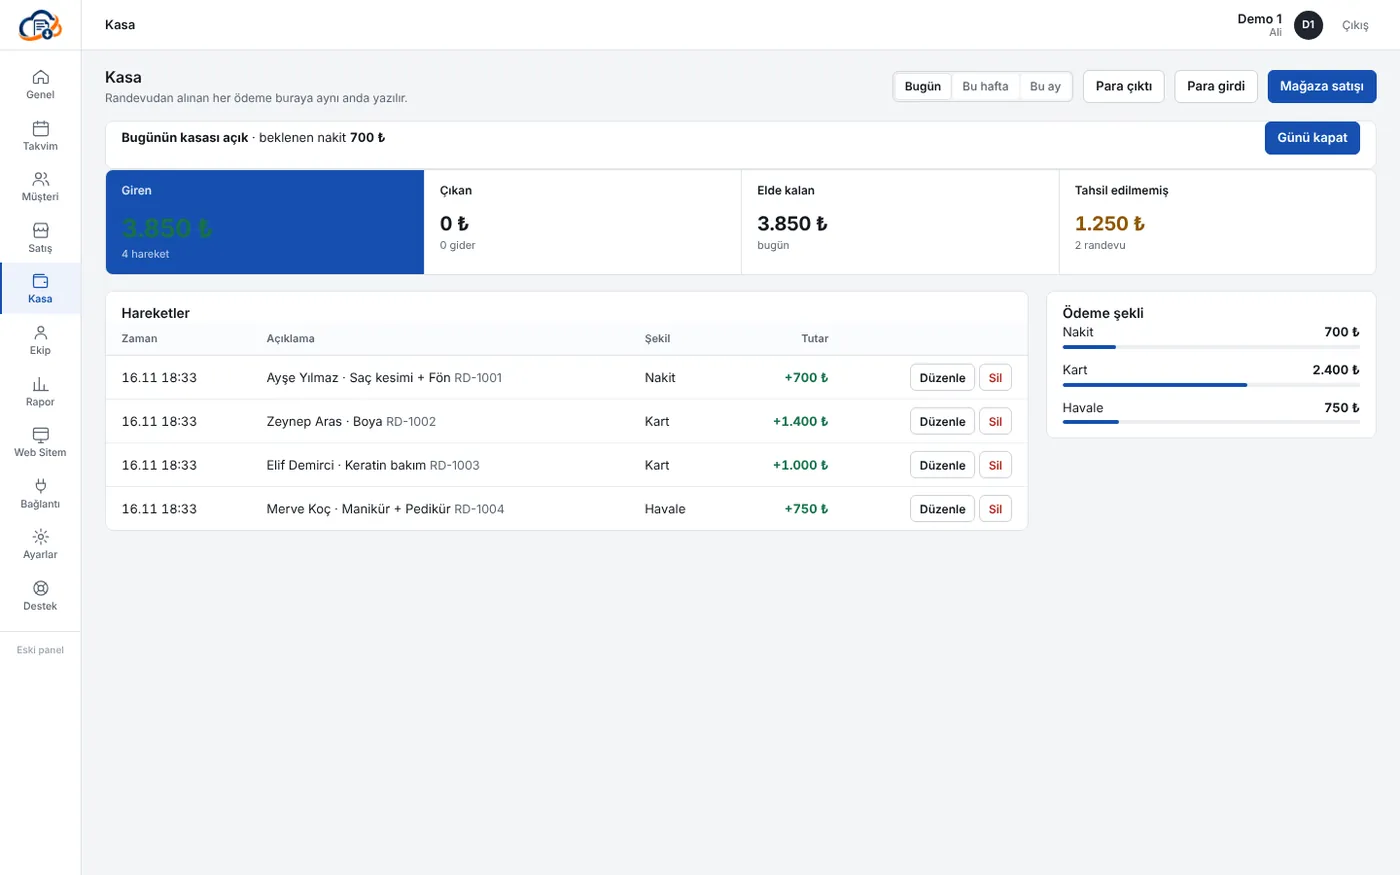 Kasa
Demo 1
Ali
D1
Çıkış
Genel
Takvim
Müşteri
Satış
Kasa
Ekip
Rapor
Web Sitem
Bağlantı
Ayarlar
Destek
Eski panel
Kasa
Randevudan alınan her ödeme buraya aynı anda yazılır.
Bugün Bu hafta Bu ay
Para çıktı
Para girdi
Mağaza satışı
Bugünün kasası açık · beklenen nakit 700 ₺
Günü kapat
Giren
3.850 ₺
4 hareket
Çıkan
0 ₺
0 gider
Elde kalan
3.850 ₺
bugün
Tahsil edilmemiş
1.250 ₺
2 randevu
Hareketler
Zaman Açıklama Şekil Tutar
16.11 18:33 Ayşe Yılmaz · Saç kesimi + Fön RD-1001 Nakit +700 ₺ Düzenle Sil
16.11 18:33 Zeynep Aras · Boya RD-1002 Kart +1.400 ₺ Düzenle Sil
16.11 18:33 Elif Demirci · Keratin bakım RD-1003 Kart +1.000 ₺ Düzenle Sil
16.11 18:33 Merve Koç · Manikür + Pedikür RD-1004 Havale +750 ₺ Düzenle Sil
Ödeme şekli
Nakit 700 ₺
Kart 2.400 ₺
Havale 750 ₺